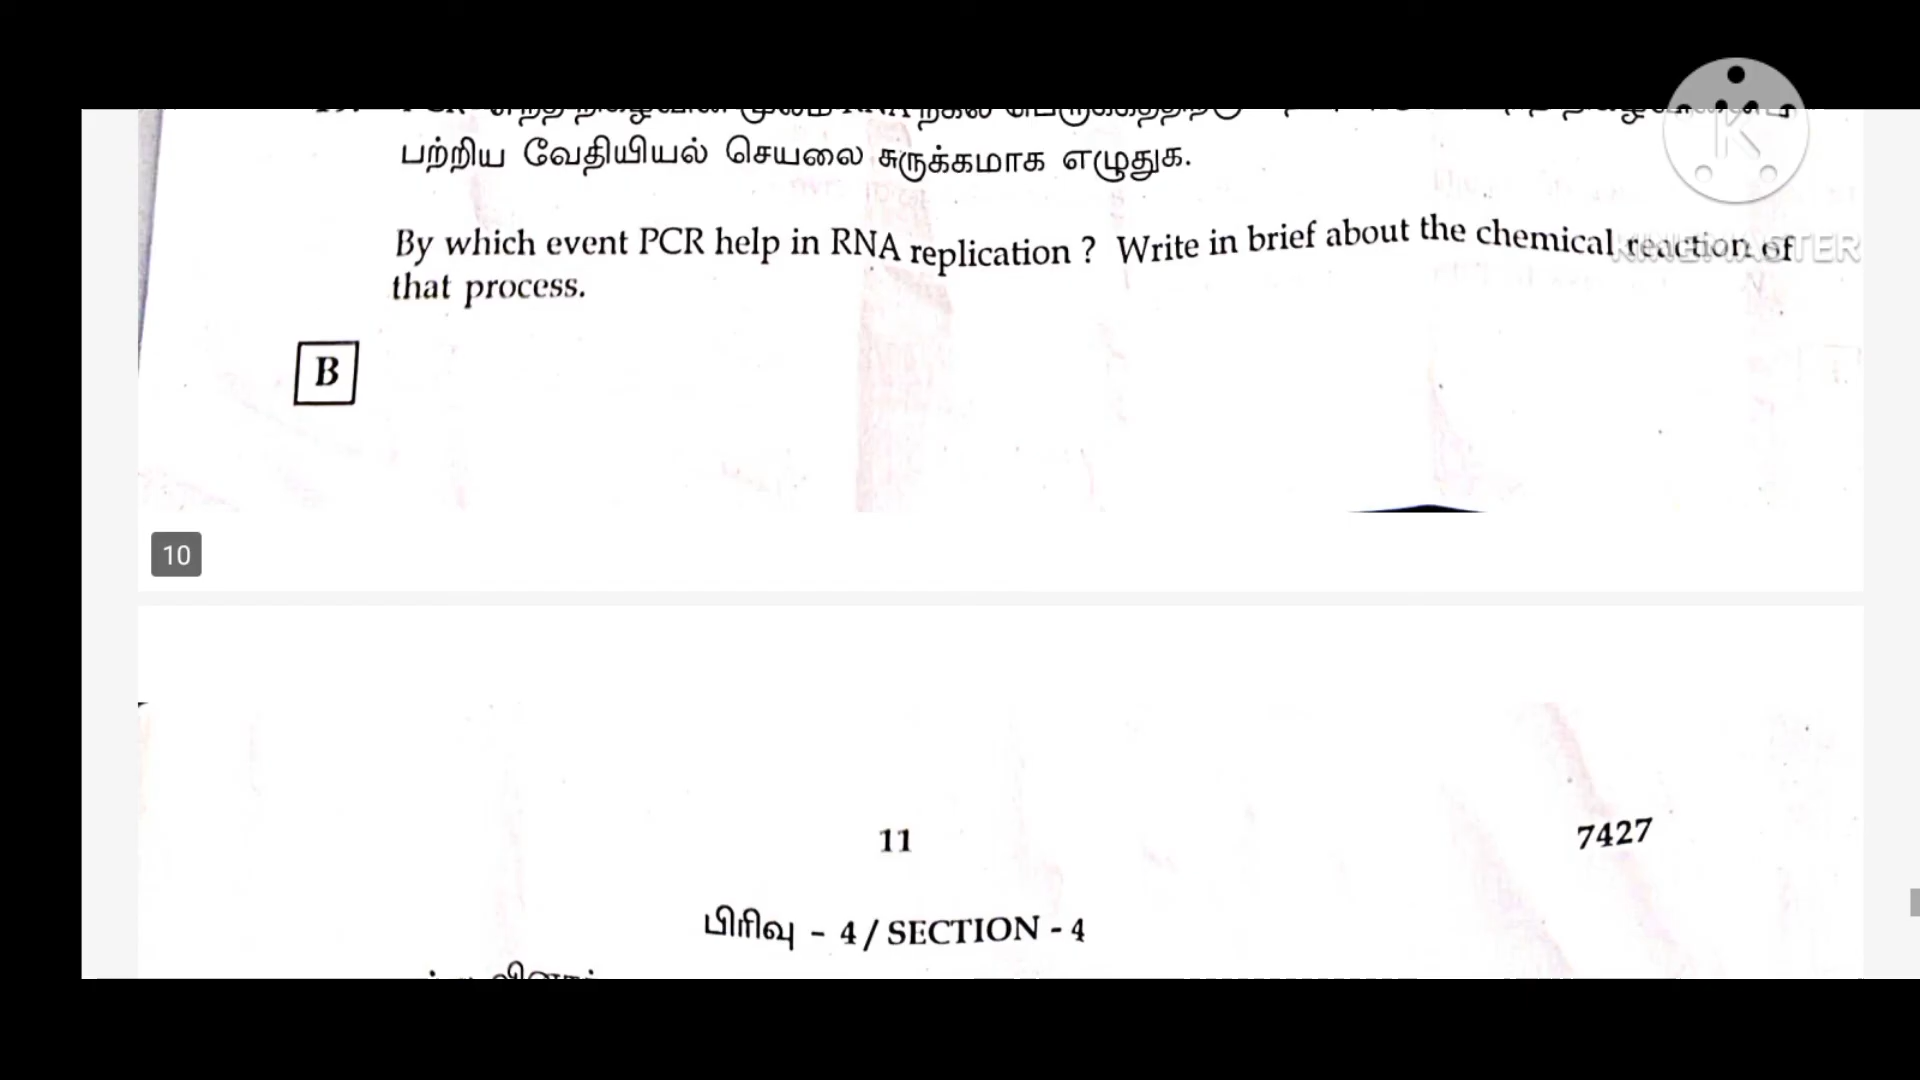 பற்றிய வேதியியல் செயலை சுருக்கமாக எழுதுக.
By which event PCR help in RNA replication ? Write in brief about the chemical reaction of
that process.
B
10
11 7427
பிரிவு - 4 / SECTION - 4
KINEMASTER